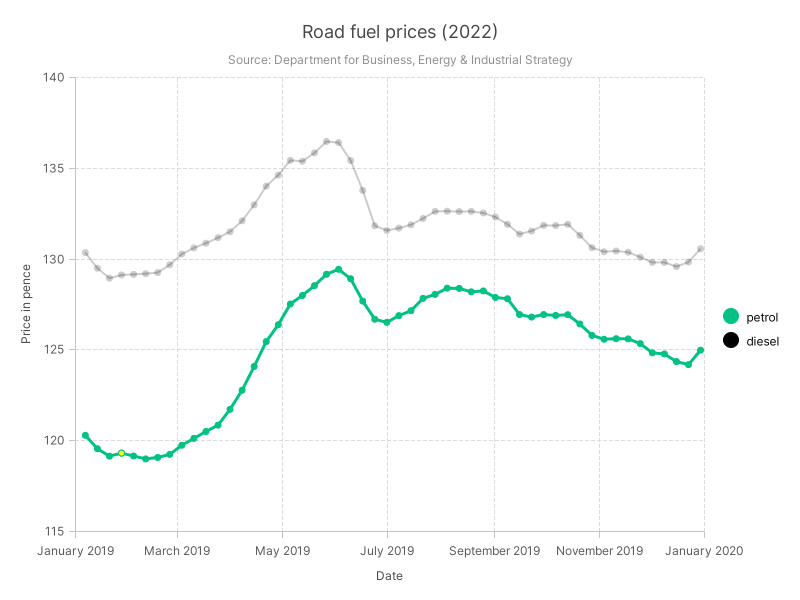 Road fuel prices (2022)
Source: Department for Business, Energy & Industrial Strategy
140
135
130
125
120
115
Price in pence
January 2019
March 2019
May 2019
July 2019
September 2019
November 2019
January 2020
Date
petrol
diesel